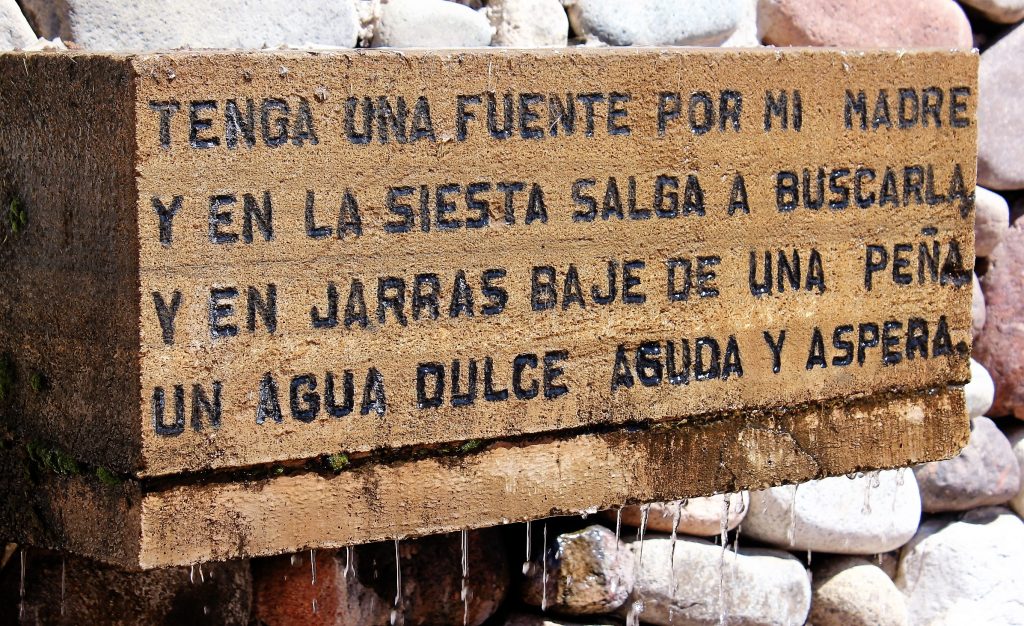 TENGA UNA FUENTE POR MI MADRE
Y EN LA SIESTA SALGA A BUSCARLA,
Y EN JARRAS BAJE DE UNA PEÑA
UN AGUA DULCE AGUDA Y ASPERA.